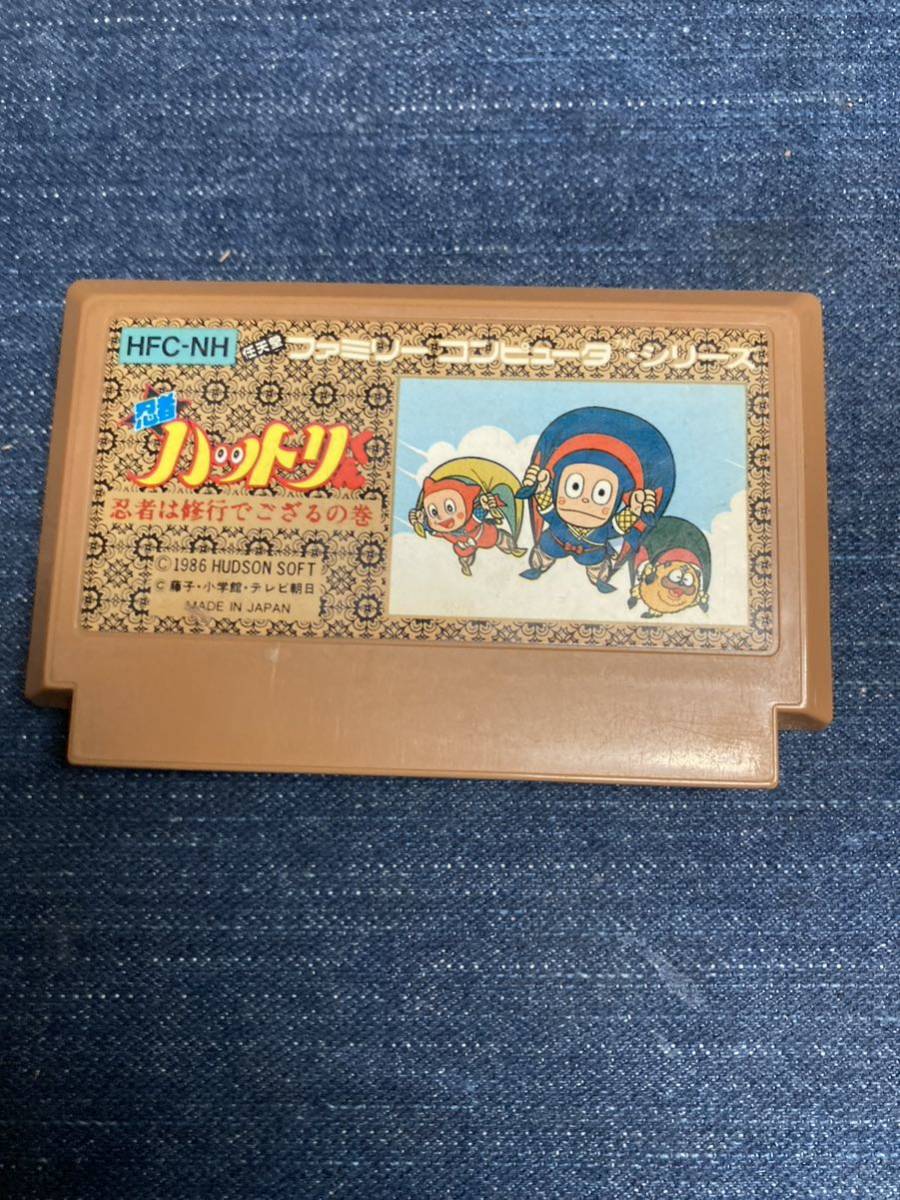 HFC-NH
任天堂 ファミリーコンピュータ™シリーズ
忍者
ハットリくん
忍者は修行でござるの巻
©1986 HUDSON SOFT
© 藤子・小学館・テレビ朝日
MADE IN JAPAN